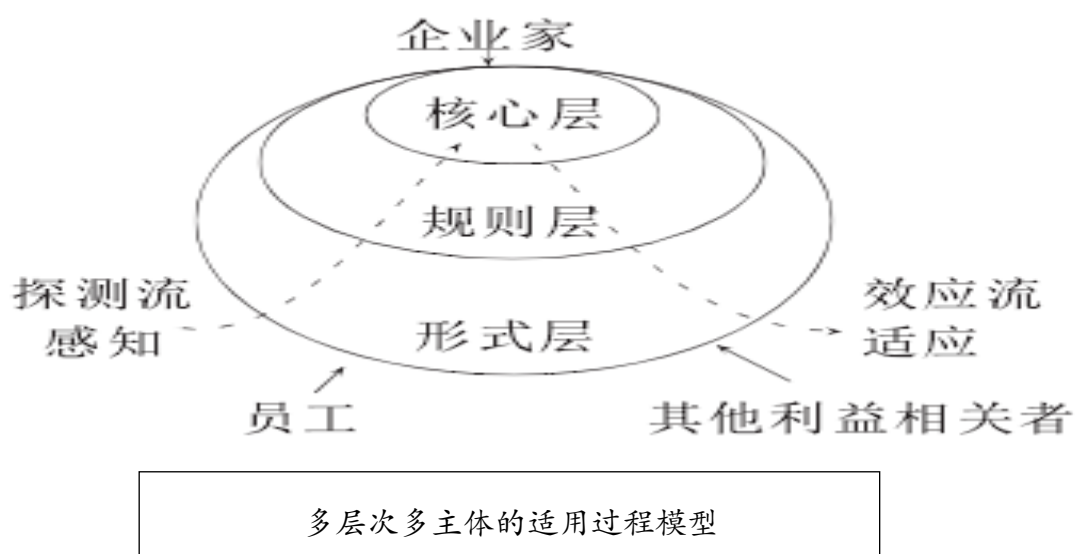 企业家
核心层
规则层
探测流
感知
效应流
适应
形式层
员工
其他利益相关者
多层次多主体的适用过程模型